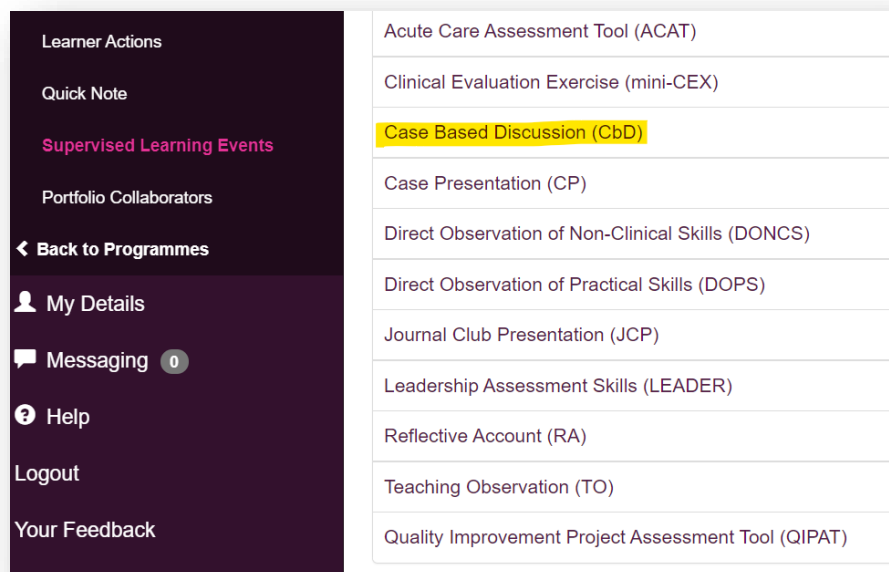 Learner Actions
Quick Note
Supervised Learning Events
Portfolio Collaborators
Back to Programmes
My Details
Messaging 0
Help
Logout
Your Feedback
Acute Care Assessment Tool (ACAT)
Clinical Evaluation Exercise (mini-CEX)
Case Based Discussion (CbD)
Case Presentation (CP)
Direct Observation of Non-Clinical Skills (DONCS)
Direct Observation of Practical Skills (DOPS)
Journal Club Presentation (JCP)
Leadership Assessment Skills (LEADER)
Reflective Account (RA)
Teaching Observation (TO)
Quality Improvement Project Assessment Tool (QIPAT)